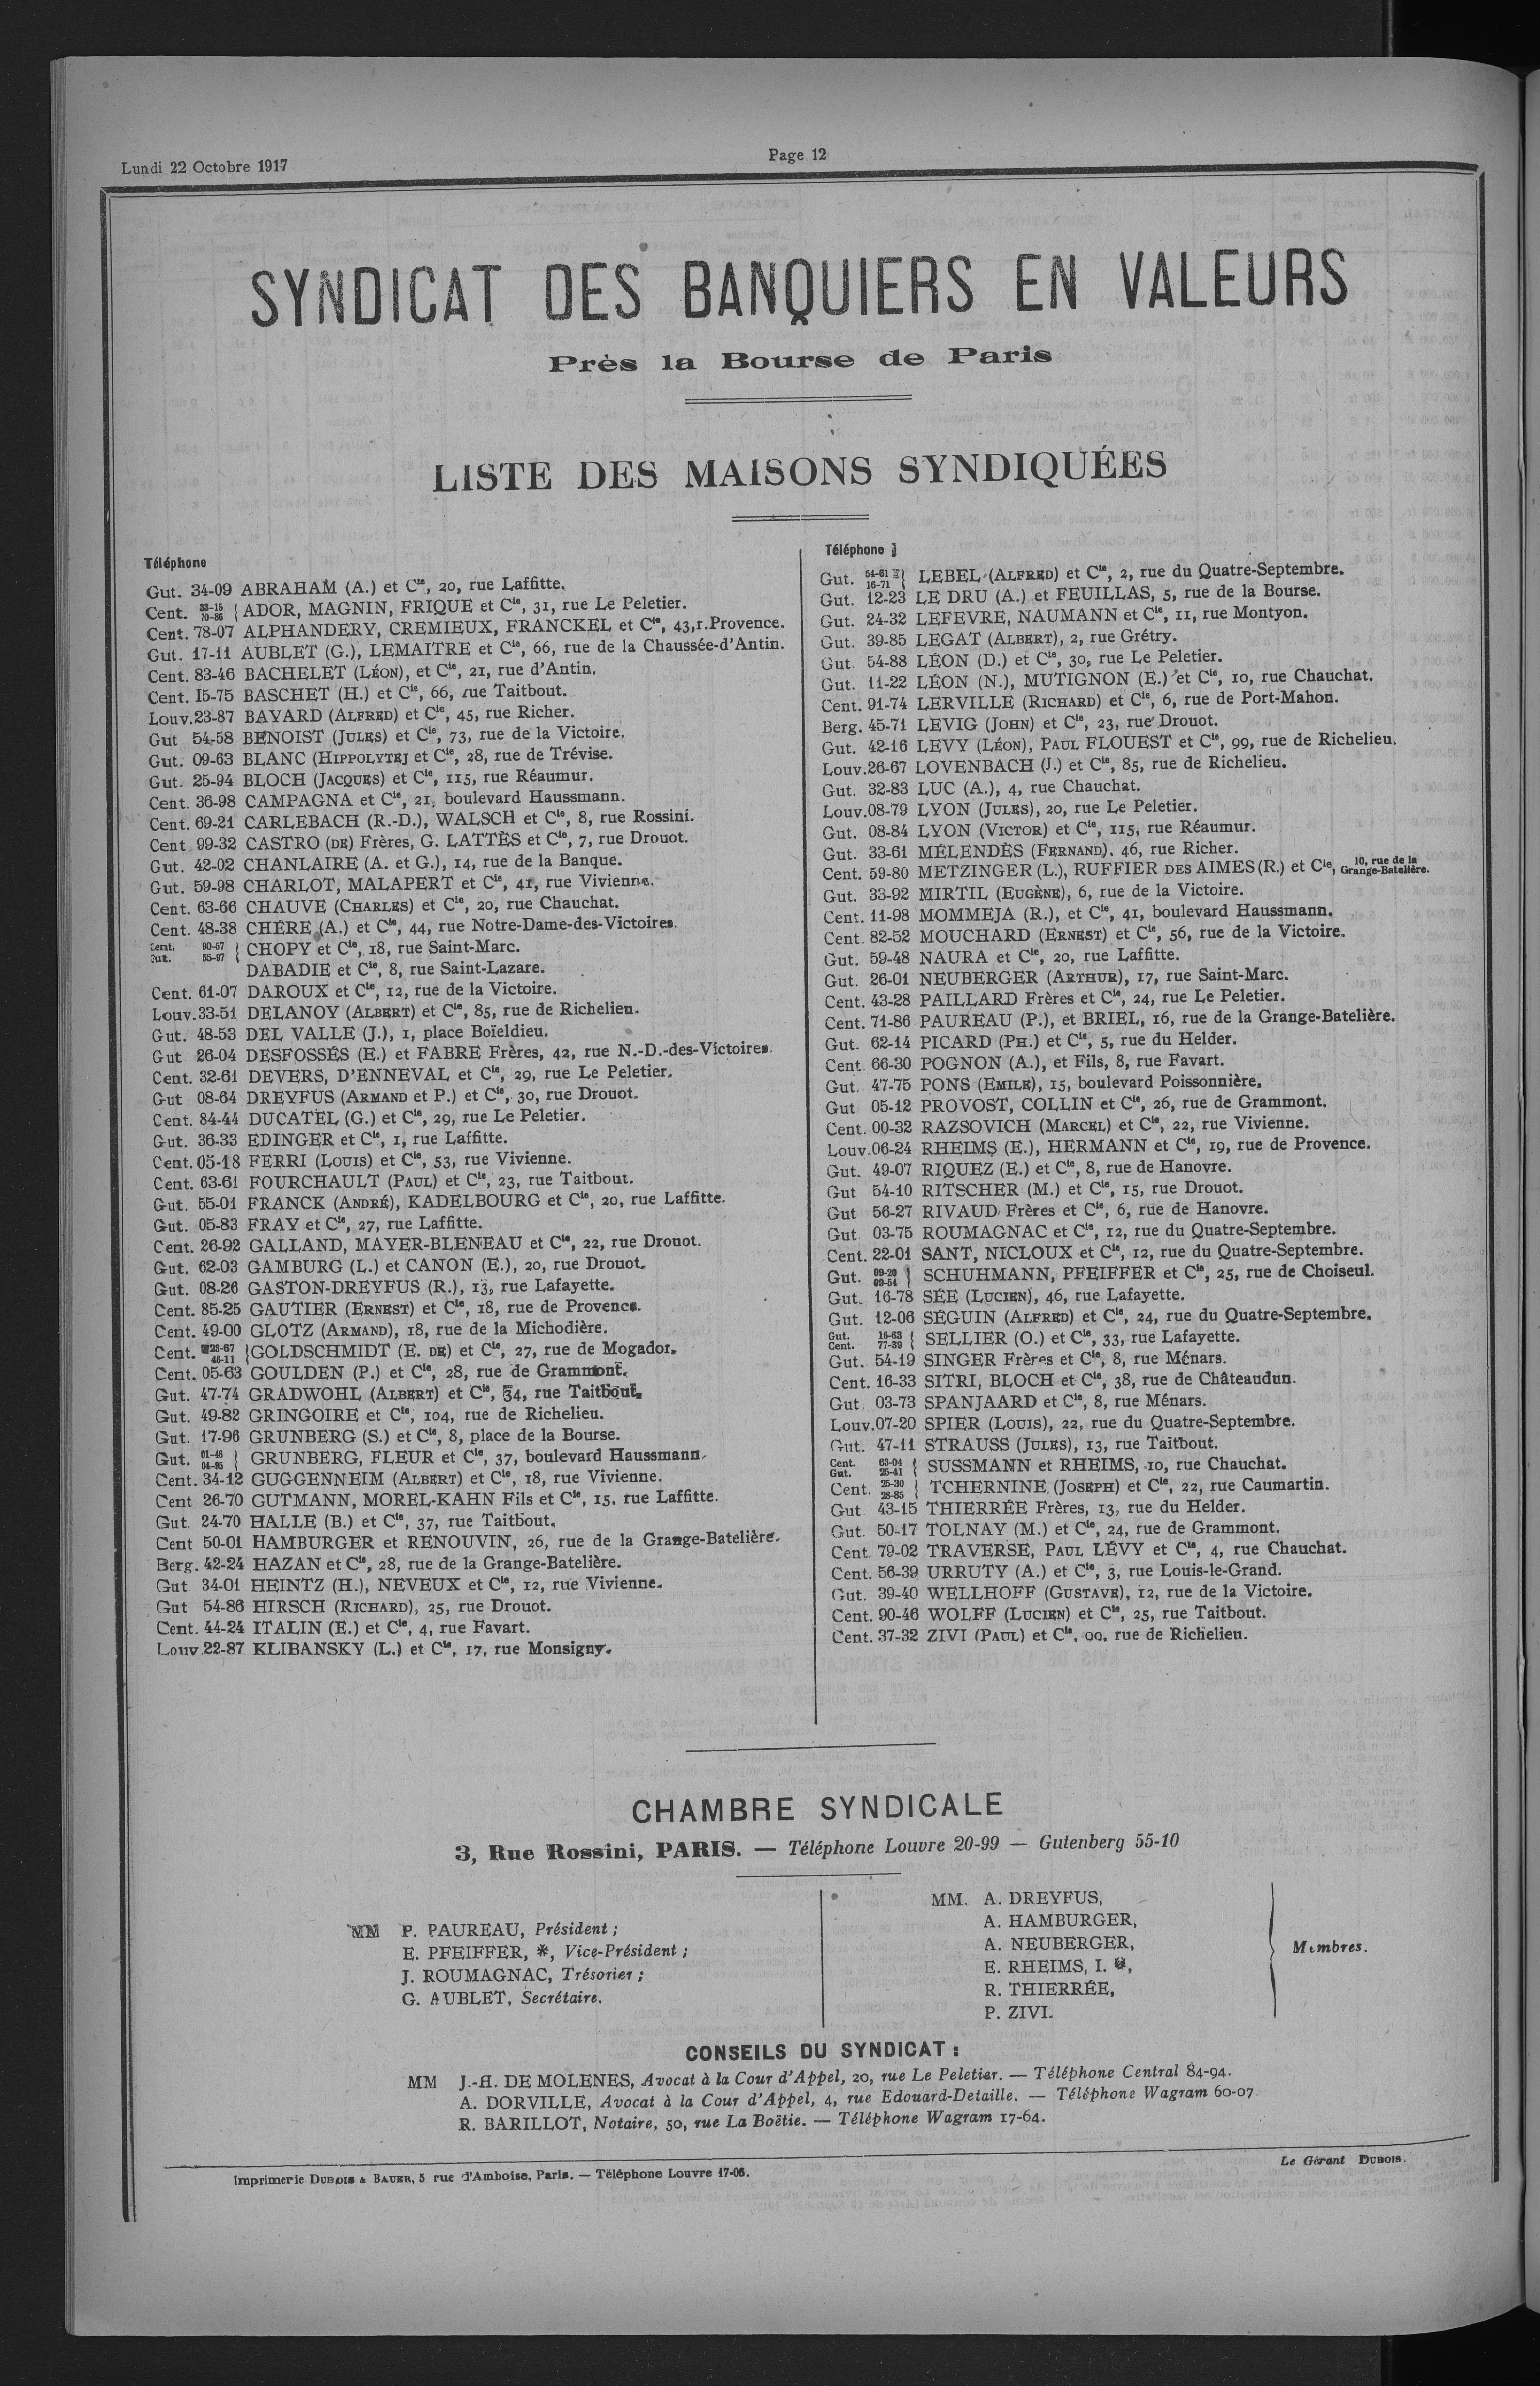 Lundi 22 Octobre 1917
Page 12
SYNDICAT DES BANQUIERS EN VALEURS
Près la Bourse de Paris
LISTE DES MAISONS SYNDIQUÉES
Téléphone
Gut. 34-09 ABRAHAM (A.) et Cie, 20, rue Laffitte.
Cent. 33-15 70-86 { ADOR, MAGNIN, FRIQUE et Cie, 31, rue Le Peletier.
Cent. 78-07 ALPHANDERY, CREMIEUX, FRANCKEL et Cie, 43, r. Provence.
Gut. 17-11 AUBLET (G.), LEMAITRE et Cie, 66, rue de la Chaussée-d'Antin.
Cent. 83-46 BACHELET (LÉON), et Cie, 21, rue d'Antin.
Cent. 15-75 BASCHET (H.) et Cie, 66, rue Taitbout.
Louv. 23-87 BAYARD (ALFRED) et Cie, 45, rue Richer.
Gut 54-58 BENOIST (JULES) et Cie, 73, rue de la Victoire.
Gut. 09-63 BLANC (HIPPOLYTE) et Cie, 28, rue de Trévise.
Gut. 25-94 BLOCH (JACQUES) et Cie, 115, rue Réaumur.
Cent. 36-98 CAMPAGNA et Cie, 21, boulevard Haussmann.
Cent. 69-21 CARLEBACH (R.-D.), WALSCH et Cie, 8, rue Rossini.
Cent 99-32 CASTRO (DE) Frères, G. LATTÈS et Cie, 7, rue Drouot.
Gut. 42-02 CHANLAIRE (A. et G.), 14, rue de la Banque.
Gut. 59-98 CHARLOT, MALAPERT et Cie, 41, rue Vivienne.
Cent. 63-66 CHAUVE (CHARLES) et Cie, 20, rue Chauchat.
Cent. 48-38 CHÈRE (A.) et Cie, 44, rue Notre-Dame-des-Victoires.
Cent. 90-57 Gut. 55-97 { CHOPY et Cie, 18, rue Saint-Marc.
DABADIE et Cie, 8, rue Saint-Lazare.
Cent. 61-07 DAROUX et Cie, 12, rue de la Victoire.
Louv. 33-51 DELANOY (ALBERT) et Cie, 85, rue de Richelieu.
Gut. 48-53 DEL VALLE (J.), 1, place Boïeldieu.
Gut 26-04 DESFOSSÉS (E.) et FABRE Frères, 42, rue N.-D.-des-Victoires.
Cent. 32-61 DEVERS, D'ENNEVAL et Cie, 29, rue Le Peletier.
Gut 08-64 DREYFUS (ARMAND et P.) et Cie, 30, rue Drouot.
Cent. 84-44 DUCATEL (G.) et Cie, 29, rue Le Peletier.
Gut. 36-33 EDINGER et Cie, 1, rue Laffitte.
Cent. 05-18 FERRI (LOUIS) et Cie, 53, rue Vivienne.
Cent. 63-61 FOURCHAULT (PAUL) et Cie, 23, rue Taitbout.
Gut. 55-01 FRANCK (ANDRÉ), KADELBOURG et Cie, 20, rue Laffitte.
Gut. 05-83 FRAY et Cie, 27, rue Laffitte.
Cent. 26-92 GALLAND, MAYER-BLENEAU et Cie, 22, rue Drouot.
Gut. 62-03 GAMBURG (L.) et CANON (E.), 20, rue Drouot.
Gut. 08-26 GASTON-DREYFUS (R.), 13, rue Lafayette.
Cent. 85-25 GAUTIER (ERNEST) et Cie, 18, rue de Provence.
Cent. 49-00 GLOTZ (ARMAND), 18, rue de la Michodière.
Cent. 23-67 46-11 { GOLDSCHMIDT (E. DE) et Cie, 27, rue de Mogador.
Cent. 05-63 GOULDEN (P.) et Cie, 28, rue de Grammont.
Gut. 47-74 GRADWOHL (ALBERT) et Cie, 34, rue Taitbout.
Gut. 49-82 GRINGOIRE et Cie, 104, rue de Richelieu.
Gut. 17-96 GRUNBERG (S.) et Cie, 8, place de la Bourse.
Gut. 01-46 04-95 } GRUNBERG, FLEUR et Cie, 37, boulevard Haussmann.
Cent. 34-12 GUGGENNEIM (ALBERT) et Cie, 18, rue Vivienne.
Cent 26-70 GUTMANN, MOREL-KAHN Fils et Cie, 15, rue Laffitte.
Gut. 24-70 HALLE (B.) et Cie, 37, rue Taitbout.
Cent 50-01 HAMBURGER et RENOUVIN, 26, rue de la Grange-Batelière.
Berg. 42-24 HAZAN et Cie, 28, rue de la Grange-Batelière.
Gut 34-01 HEINTZ (H.), NEVEUX et Cie, 12, rue Vivienne.
Gut 54-86 HIRSCH (RICHARD), 25, rue Drouot.
Cent. 44-24 ITALIN (E.) et Cie, 4, rue Favart.
Louv 22-87 KLIBANSKY (L.) et Cie, 17, rue Monsigny.
Téléphone
Gut. 54-61 16-71 { LEBEL (ALFRED) et Cie, 2, rue du Quatre-Septembre.
Gut. 12-23 LE DRU (A.) et FEUILLAS, 5, rue de la Bourse.
Gut. 24-32 LEFEVRE, NAUMANN et Cie, 11, rue Montyon.
Gut. 39-85 LEGAT (ALBERT), 2, rue Grétry.
Gut. 54-88 LÉON (D.) et Cie, 30, rue Le Peletier.
Gut. 11-22 LÉON (N.), MUTIGNON (E.) et Cie, 10, rue Chauchat.
Cent. 91-74 LERVILLE (RICHARD) et Cie, 6, rue de Port-Mahon.
Berg. 45-71 LEVIG (JOHN) et Cie, 23, rue Drouot.
Gut. 42-16 LEVY (LÉON), PAUL FLOUEST et Cie, 99, rue de Richelieu.
Louv. 26-67 LOVENBACH (J.) et Cie, 85, rue de Richelieu.
Gut. 32-83 LUC (A.), 4, rue Chauchat.
Louv. 08-79 LYON (JULES), 20, rue Le Peletier.
Gut. 08-84 LYON (VICTOR) et Cie, 115, rue Réaumur.
Gut. 33-61 MÉLENDÈS (FERNAND), 46, rue Richer.
Cent. 59-80 METZINGER (L.), RUFFIER DES AIMES (R.) et Cie, 10, rue de la Grange-Batelière.
Gut. 33-92 MIRTIL (EUGÈNE), 6, rue de la Victoire.
Cent. 11-98 MOMMEJA (R.), et Cie, 41, boulevard Haussmann.
Cent. 82-52 MOUCHARD (ERNEST) et Cie, 56, rue de la Victoire.
Gut. 59-48 NAURA et Cie, 20, rue Laffitte.
Gut. 26-01 NEUBERGER (ARTHUR), 17, rue Saint-Marc.
Cent. 43-28 PAILLARD Frères et Cie, 24, rue Le Peletier.
Cent. 71-86 PAUREAU (P.), et BRIEL, 16, rue de la Grange-Batelière.
Gut. 62-14 PICARD (PH.) et Cie, 5, rue du Helder.
Cent. 66-30 POGNON (A.), et Fils, 8, rue Favart.
Gut. 47-75 PONS (EMILE), 15, boulevard Poissonnière.
Gut 05-12 PROVOST, COLLIN et Cie, 26, rue de Grammont.
Cent. 00-32 RAZSOVICH (MARCEL) et Cie, 22, rue Vivienne.
Louv. 06-24 RHEIMS (E.), HERMANN et Cie, 19, rue de Provence.
Gut. 49-07 RIQUEZ (E.) et Cie, 8, rue de Hanovre.
Gut 54-10 RITSCHER (M.) et Cie, 15, rue Drouot.
Gut 56-27 RIVAUD Frères et Cie, 6, rue de Hanovre.
Gut 03-75 ROUMAGNAC et Cie, 12, rue du Quatre-Septembre.
Cent. 22-01 SANT, NICLOUX et Cie, 12, rue du Quatre-Septembre.
Gut. 09-20 09-54 } SCHUHMANN, PFEIFFER et Cie, 25, rue de Choiseul.
Gut. 16-78 SÉE (LUCIEN), 46, rue Lafayette.
Gut. 12-06 SÉGUIN (ALFRED) et Cie, 24, rue du Quatre-Septembre.
Gut. 16-63 Cent. 77-39 { SELLIER (O.) et Cie, 33, rue Lafayette.
Gut. 54-19 SINGER Frères et Cie, 8, rue Ménars.
Cent. 16-33 SITRI, BLOCH et Cie, 38, rue de Châteaudun.
Gut. 03-73 SPANJAARD et Cie, 8, rue Ménars.
Louv. 07-20 SPIER (LOUIS), 22, rue du Quatre-Septembre.
Gut. 47-11 STRAUSS (JULES), 13, rue Taitbout.
Cent. 63-04 Gut. 25-41 { SUSSMANN et RHEIMS, 10, rue Chauchat.
Cent. 25-30 28-85 } TCHERNINE (JOSEPH) et Cie, 22, rue Caumartin.
Gut 43-15 THIERRÉE Frères, 13, rue du Helder.
Gut. 50-17 TOLNAY (M.) et Cie, 24, rue de Grammont.
Cent. 79-02 TRAVERSE, PAUL LÉVY et Cie, 4, rue Chauchat.
Cent. 56-39 URRUTY (A.) et Cie, 3, rue Louis-le-Grand.
Gut. 39-40 WELLHOFF (GUSTAVE), 12, rue de la Victoire.
Cent. 90-46 WOLFF (LUCIEN) et Cie, 25, rue Taitbout.
Cent. 37-32 ZIVI (PAUL) et Cie, 99, rue de Richelieu.
CHAMBRE SYNDICALE
3, Rue Rossini, PARIS. — Téléphone Louvre 20-99 — Gutenberg 55-10
MM P. PAUREAU, Président ;
E. PFEIFFER, *, Vice-Président ;
J. ROUMAGNAC, Trésorier ;
G. AUBLET, Secrétaire.
MM. A. DREYFUS,
A. HAMBURGER,
A. NEUBERGER,
E. RHEIMS, I. ,
R. THIERRÉE,
P. ZIVI.
Membres.
CONSEILS DU SYNDICAT :
MM J.-A. DE MOLENES, Avocat à la Cour d'Appel, 20, rue Le Peletier. — Téléphone Central 84-94.
A. DORVILLE, Avocat à la Cour d'Appel, 4, rue Edouard-Detaille. — Téléphone Wagram 60-07.
R. BARILLOT, Notaire, 50, rue La Boëtie. — Téléphone Wagram 17-64.
Imprimerie DUBOIS & BAUER, 5 rue d'Amboise, Paris. — Téléphone Louvre 17-06.
Le Gérant DUBOIS.